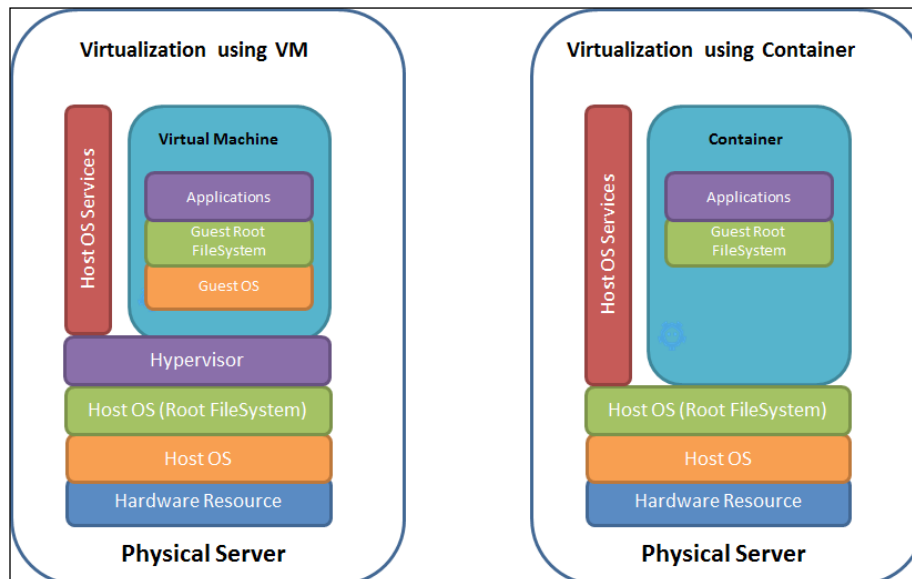 Virtualization using VM
Host OS Services
Virtual Machine
Applications
Guest Root
FileSystem
Guest OS
Hypervisor
Host OS (Root FileSystem)
Host OS
Hardware Resource
Physical Server
Virtualization using Container
Host OS Services
Container
Applications
Guest Root
FileSystem
Host OS (Root FileSystem)
Host OS
Hardware Resource
Physical Server